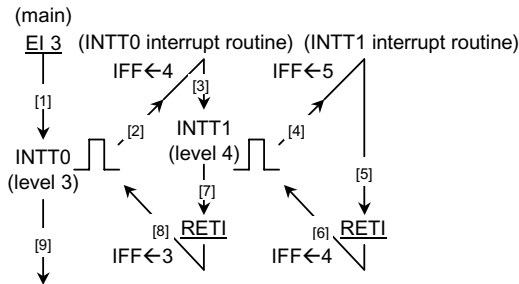 (main)
EI 3 (INTT0 interrupt routine) (INTT1 interrupt routine)
IFF←4 IFF←5
[1] [2] [3] [4]
INTT0 (level 3)
INTT1 (level 4)
[5]
[7]
[8] RETI [6] RETI
[9] IFF←3 IFF←4